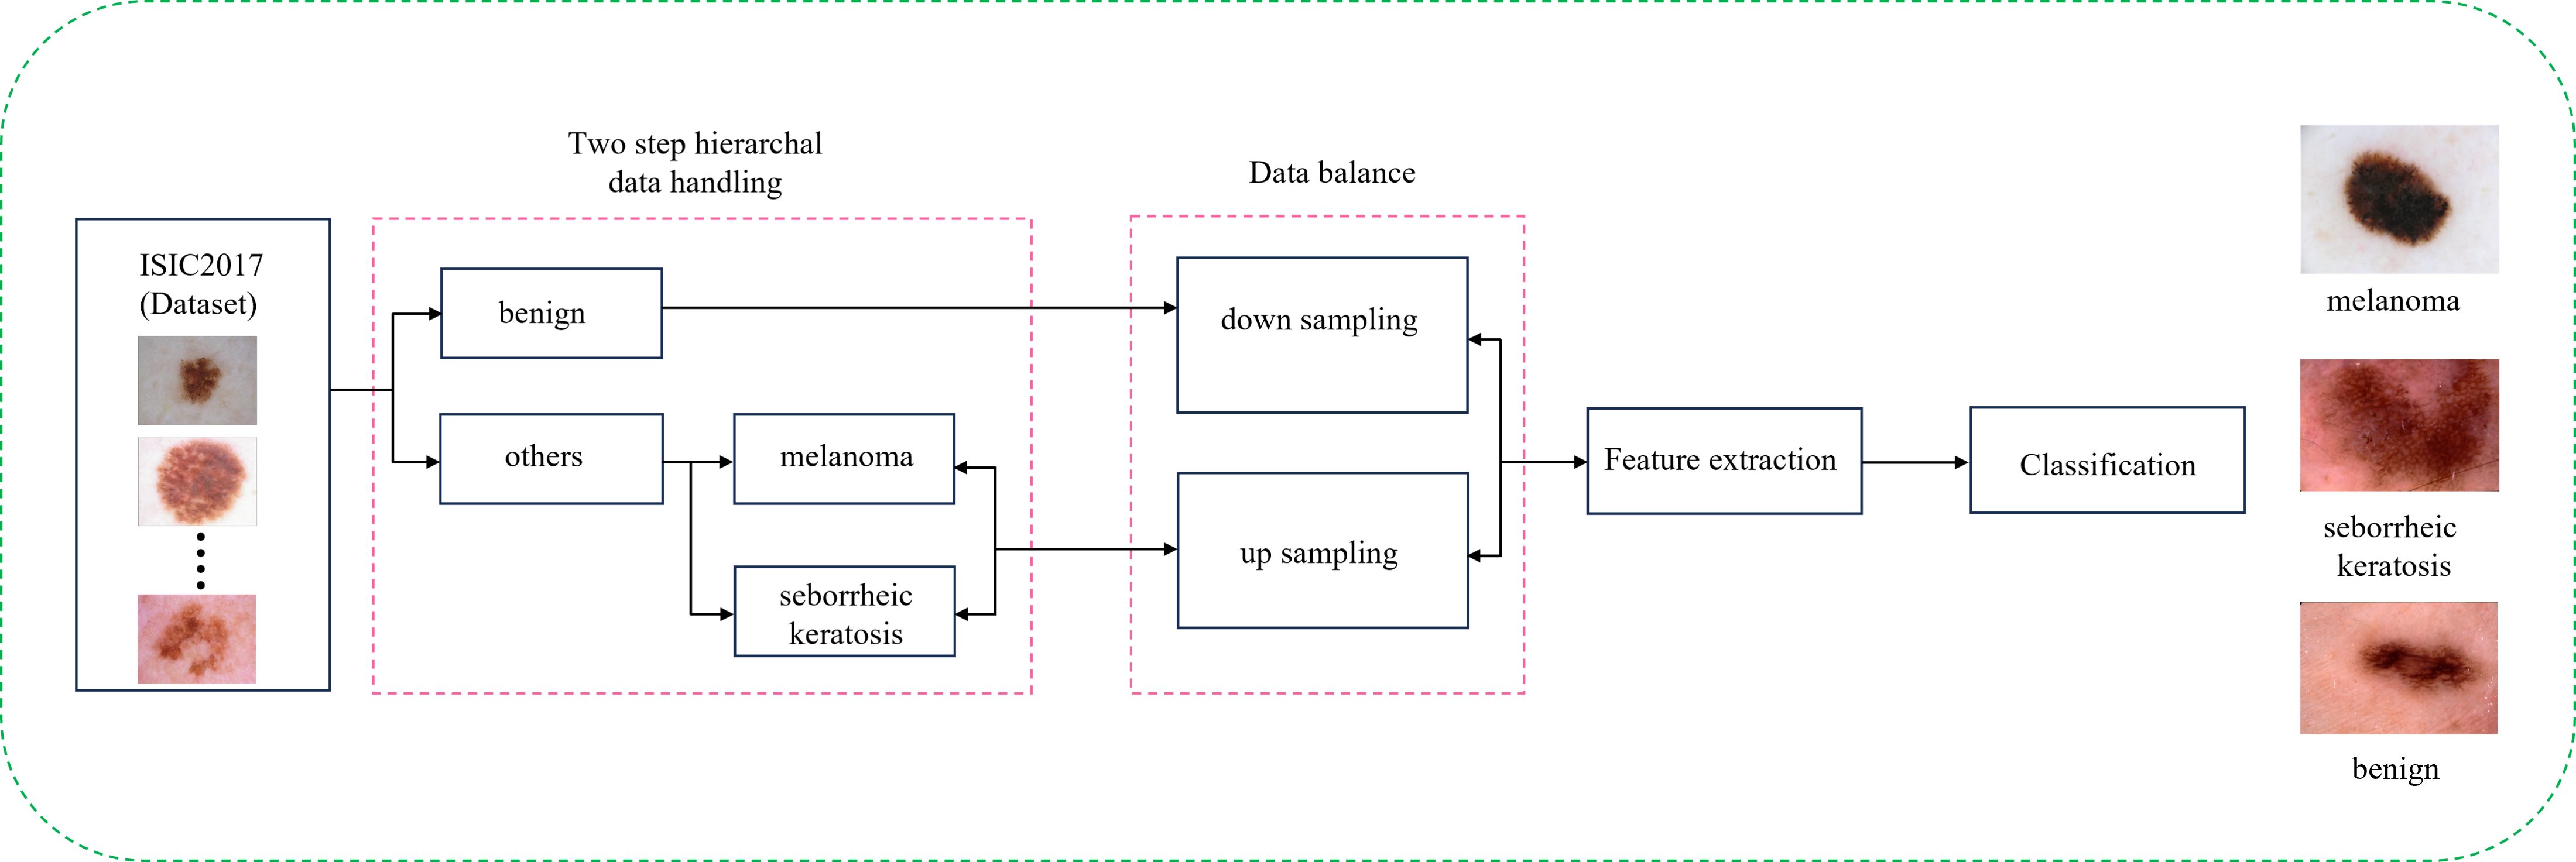 Two step hierarchal
data handling
Data balance
ISIC2017
(Dataset)
benign
others
melanoma
seborrheic
keratosis
down sampling
up sampling
Feature extraction
Classification
melanoma
seborrheic
keratosis
benign